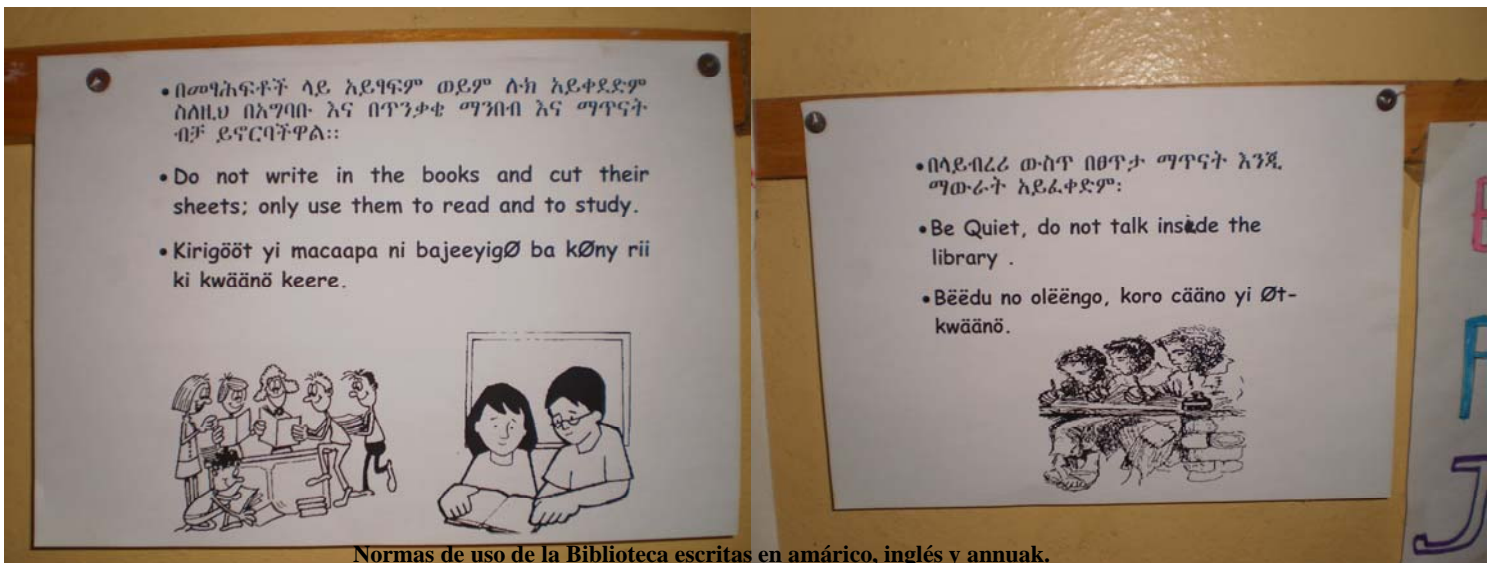 • በመፃሕፍቶች ላይ አይፃፍም ወይም ሉክ አይቀደድም
ስለዚህ በአግባቡ እና በጥንቃቄ ማንበብ እና ማጥናት
ብቻ ይኖርባችዋል።
• Do not write in the books and cut their
sheets; only use them to read and to study.
• Kirigööt yi macaapa ni bajeeyigØ ba kØny rii
ki kwäänö keere.
• በላይብረሪ ውስጥ በፀጥታ ማጥናት እንጂ
ማውራት አይፈቀድም፡
• Be Quiet, do not talk inside the
library .
• Bëëdu no olëëngo, koro cääno yi Øt-
kwäänö.
Normas de uso de la Biblioteca escritas en amárico, inglés y annuak.